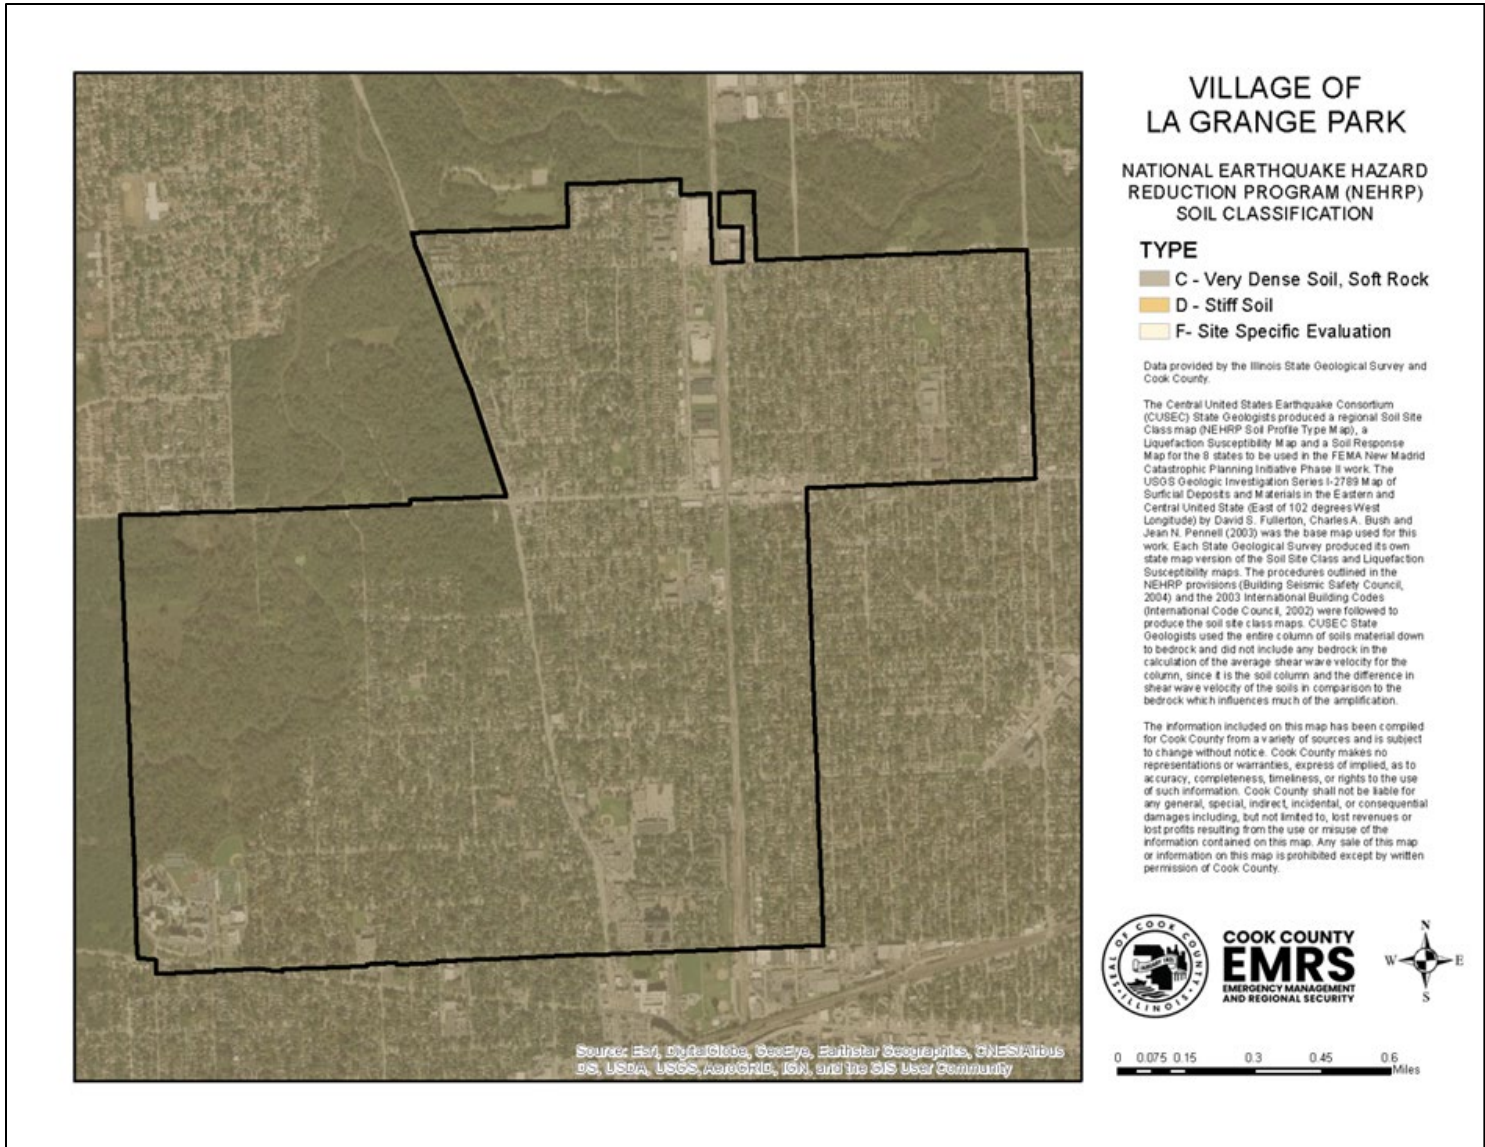 VILLAGE OF
LA GRANGE PARK
NATIONAL EARTHQUAKE HAZARD
REDUCTION PROGRAM (NEHRP)
SOIL CLASSIFICATION
TYPE
C - Very Dense Soil, Soft Rock
D - Stiff Soil
F- Site Specific Evaluation
Data provided by the Illinois State Geological Survey and
Cook County.
The Central United States Earthquake Consortium
(CUSEC) State Geologists produced a regional Soil Site
Class map (NEHRP Soil Profile Type Map), a
Liquefaction Susceptibility Map and a Soil Response
Map for the 8 states to be used in the FEMA New Madrid
Catastrophic Planning Initiative Phase II work. The
USGS Geologic Investigation Series I-2789 Map of
Surficial Deposits and Materials in the Eastern and
Central United State (East of 102 degrees West
Longitude) by David S. Fullerton, Charles A. Bush and
Jean N. Pennell (2003) was the base map used for this
work. Each State Geological Survey produced its own
state map version of the Soil Site Class and Liquefaction
Susceptibility maps. The procedures outlined in the
NEHRP provisions (Building Seismic Safety Council,
2004) and the 2003 International Building Codes
(International Code Council, 2002) were followed to
produce the soil site class maps. CUSEC State
Geologists used the entire column of soils material down
to bedrock and did not include any bedrock in the
calculation of the average shear wave velocity for the
column, since it is the soil column and the difference in
shear wave velocity of the soils in comparison to the
bedrock which influences much of the amplification.
The information included on this map has been compiled
for Cook County from a variety of sources and is subject
to change without notice. Cook County makes no
representations or warranties, express of implied, as to
accuracy, completeness, timeliness, or rights to the use
of such information. Cook County shall not be liable for
any general, special, indirect, incidental, or consequential
damages including, but not limited to, lost revenues or
lost profits resulting from the use or misuse of the
information contained on this map. Any sale of this map
or information on this map is prohibited except by written
permission of Cook County.
SEAL OF COOK COUNTY
ILLINOIS
COOK COUNTY
EMRS
EMERGENCY MANAGEMENT
AND REGIONAL SECURITY
N
W E
S
0 0.075 0.15 0.3 0.45 0.6
Miles
Source: Esri, DigitalGlobe, GeoEye, Earthstar Geographics, CNES/Airbus
DS, USDA, USGS, AeroGRID, IGN, and the GIS User Community